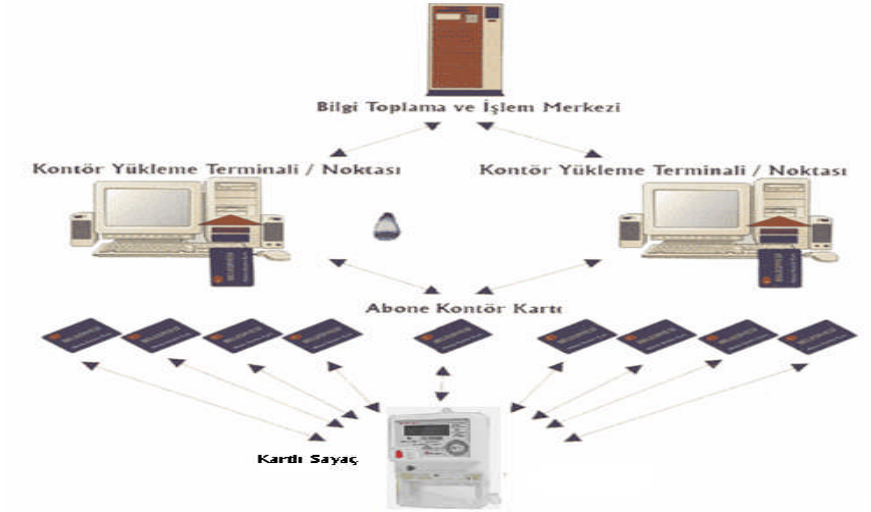 Bilgi Toplama ve İşlem Merkezi
Kontör Yükleme Terminali / Noktası
Kontör Yükleme Terminali / Noktası
Abone Kontör Kartı
Kartlı Sayaç